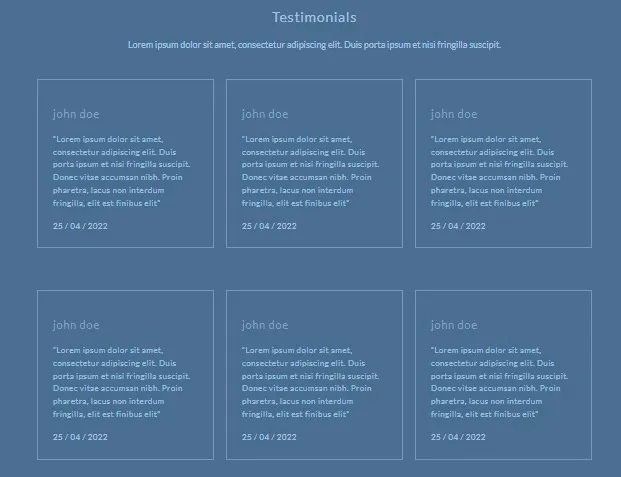 Testimonials
Lorem ipsum dolor sit amet, consectetur adipiscing elit. Duis porta ipsum et nisi fringilla suscipit.
john doe
"Lorem ipsum dolor sit amet,
consectetur adipiscing elit. Duis
porta ipsum et nisi fringilla suscipit.
Donec vitae accumsan nibh. Proin
pharetra, lacus non interdum
fringilla, elit est finibus elit"
25 / 04 / 2022
john doe
"Lorem ipsum dolor sit amet,
consectetur adipiscing elit. Duis
porta ipsum et nisi fringilla suscipit.
Donec vitae accumsan nibh. Proin
pharetra, lacus non interdum
fringilla, elit est finibus elit"
25 / 04 / 2022
john doe
"Lorem ipsum dolor sit amet,
consectetur adipiscing elit. Duis
porta ipsum et nisi fringilla suscipit.
Donec vitae accumsan nibh. Proin
pharetra, lacus non interdum
fringilla, elit est finibus elit"
25 / 04 / 2022
john doe
"Lorem ipsum dolor sit amet,
consectetur adipiscing elit. Duis
porta ipsum et nisi fringilla suscipit.
Donec vitae accumsan nibh. Proin
pharetra, lacus non interdum
fringilla, elit est finibus elit"
25 / 04 / 2022
john doe
"Lorem ipsum dolor sit amet,
consectetur adipiscing elit. Duis
porta ipsum et nisi fringilla suscipit.
Donec vitae accumsan nibh. Proin
pharetra, lacus non interdum
fringilla, elit est finibus elit"
25 / 04 / 2022
john doe
"Lorem ipsum dolor sit amet,
consectetur adipiscing elit. Duis
porta ipsum et nisi fringilla suscipit.
Donec vitae accumsan nibh. Proin
pharetra, lacus non interdum
fringilla, elit est finibus elit"
25 / 04 / 2022